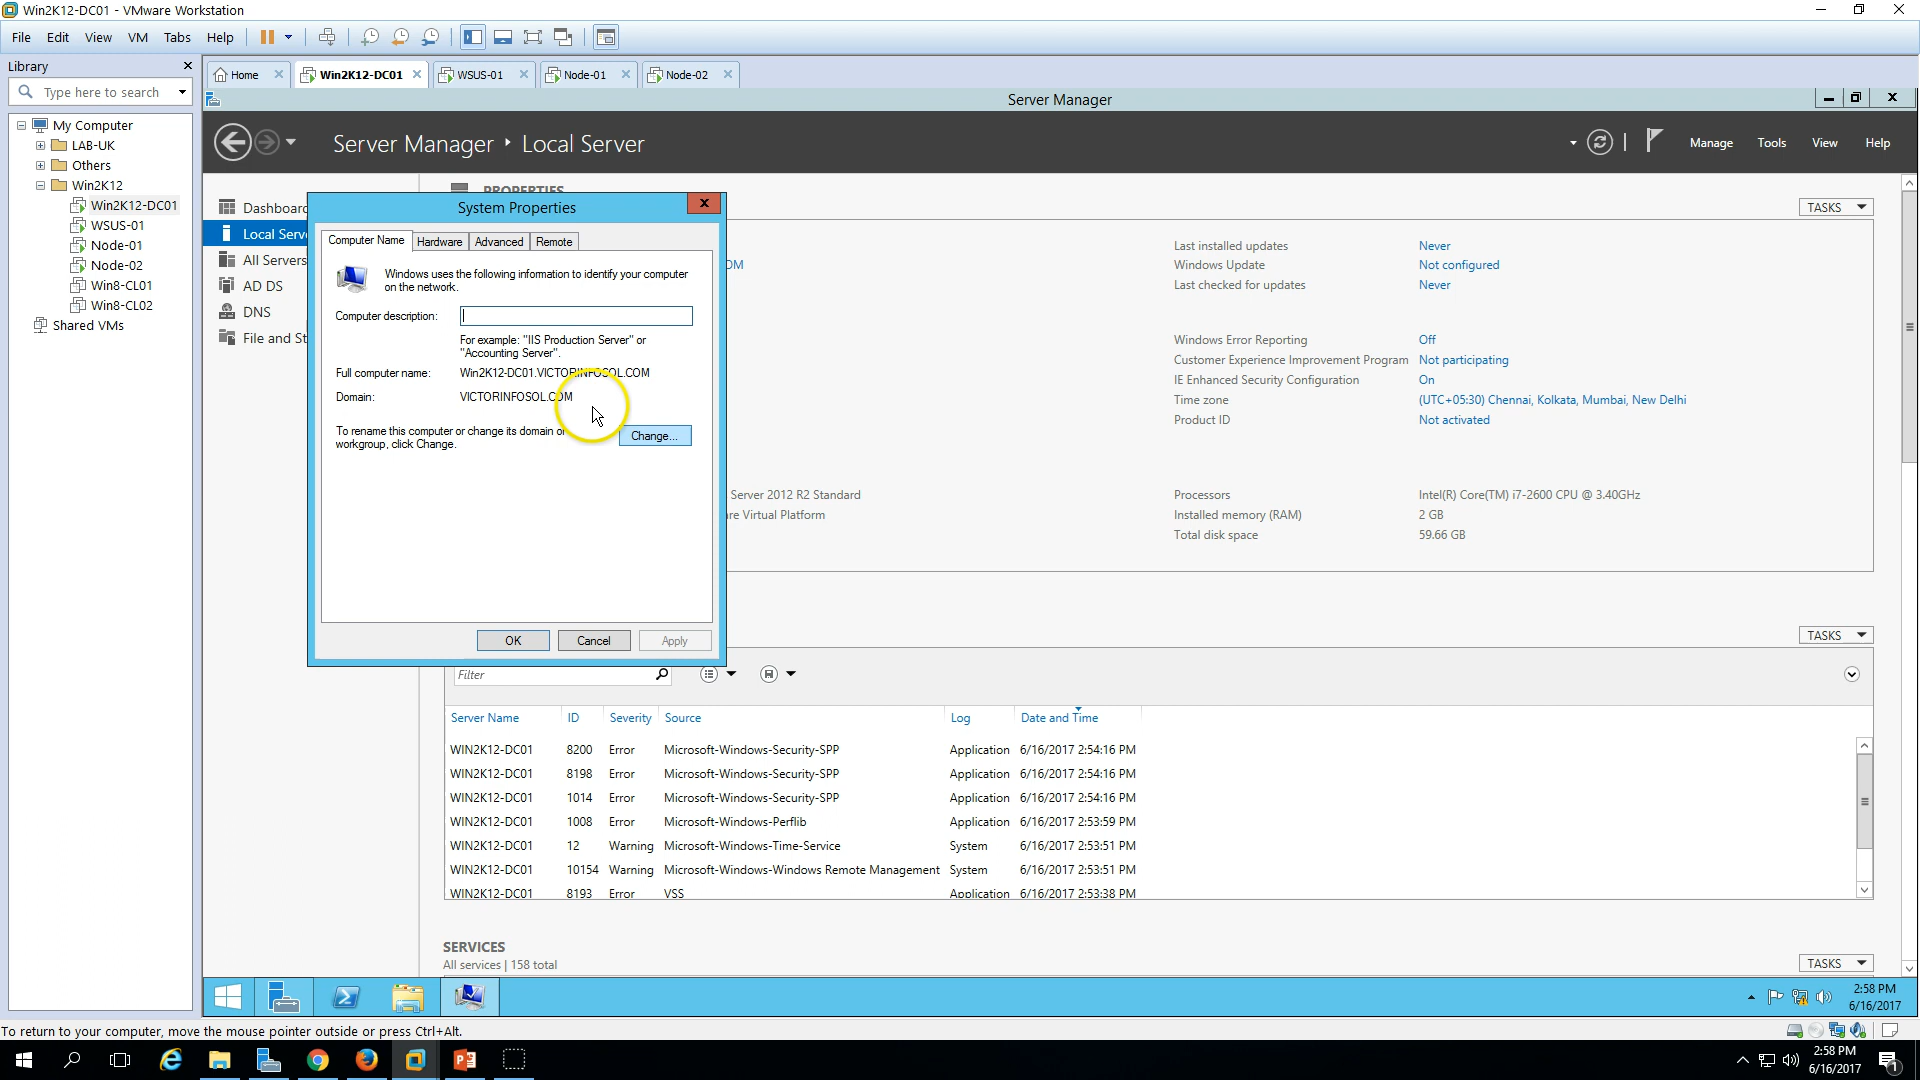 Win2K12-DC01 - VMware Workstation
File Edit View VM Tabs Help
Library
Type here to search
My Computer
LAB-UK
Others
Win2K12
Win2K12-DC01
WSUS-01
Node-01
Node-02
Win8-CL01
Win8-CL02
Shared VMs
Home Win2K12-DC01 WSUS-01 Node-01 Node-02
Server Manager
Server Manager Local Server
Manage Tools View Help
Dashboard
Local Serve
All Servers
AD DS
DNS
File and St
PROPERTIES
TASKS
System Properties
Computer Name Hardware Advanced Remote
Windows uses the following information to identify your computer
on the network.
Computer description:
For example: "IIS Production Server" or
"Accounting Server".
Full computer name: Win2K12-DC01.VICTORINFOSOL.COM
Domain: VICTORINFOSOL.COM
To rename this computer or change its domain or
workgroup, click Change.
Change...
OK Cancel Apply
OM
Server 2012 R2 Standard
re Virtual Platform
Last installed updates Never
Windows Update Not configured
Last checked for updates Never
Windows Error Reporting Off
Customer Experience Improvement Program Not participating
IE Enhanced Security Configuration On
Time zone (UTC+05:30) Chennai, Kolkata, Mumbai, New Delhi
Product ID Not activated
Processors Intel(R) Core(TM) i7-2600 CPU @ 3.40GHz
Installed memory (RAM) 2 GB
Total disk space 59.66 GB
TASKS
Filter
Server Name ID Severity Source Log Date and Time
WIN2K12-DC01 8200 Error Microsoft-Windows-Security-SPP Application 6/16/2017 2:54:16 PM
WIN2K12-DC01 8198 Error Microsoft-Windows-Security-SPP Application 6/16/2017 2:54:16 PM
WIN2K12-DC01 1014 Error Microsoft-Windows-Security-SPP Application 6/16/2017 2:54:16 PM
WIN2K12-DC01 1008 Error Microsoft-Windows-Perflib Application 6/16/2017 2:53:59 PM
WIN2K12-DC01 12 Warning Microsoft-Windows-Time-Service System 6/16/2017 2:53:51 PM
WIN2K12-DC01 10154 Warning Microsoft-Windows-Windows Remote Management System 6/16/2017 2:53:51 PM
WIN2K12-DC01 8193 Error VSS Application 6/16/2017 2:53:38 PM
SERVICES
All services | 158 total
TASKS
2:58 PM
6/16/2017
To return to your computer, move the mouse pointer outside or press Ctrl+Alt.
2:58 PM
6/16/2017
1